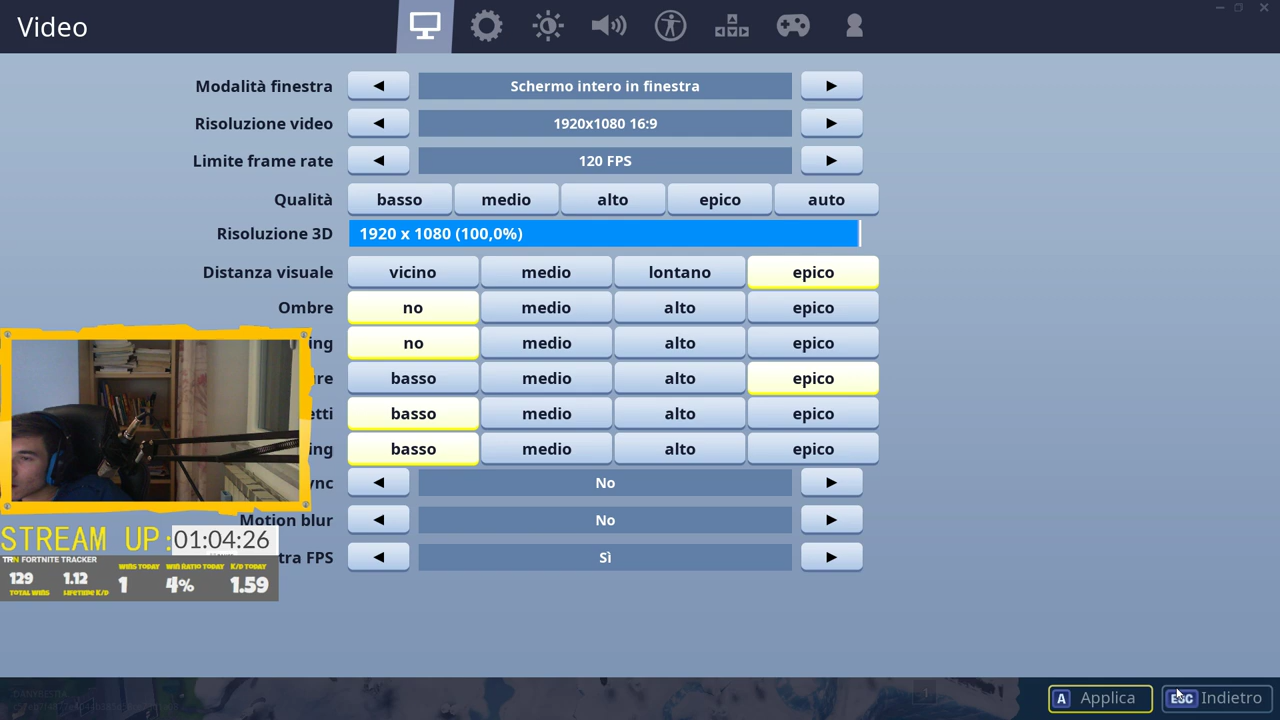 Video
Modalità finestra ◄ Schermo intero in finestra ►
Risoluzione video ◄ 1920x1080 16:9 ►
Limite frame rate ◄ 120 FPS ►
Qualità basso medio alto epico auto
Risoluzione 3D 1920 x 1080 (100,0%)
Distanza visuale vicino medio lontano epico
Ombre no medio alto epico
ing no medio alto epico
ure basso medio alto epico
etti basso medio alto epico
ing basso medio alto epico
ync ◄ No ►
Motion blur ◄ No ►
tra FPS ◄ Sì ►
STREAM UP: 01:04:26
TRN FORTNITE TRACKER
129 TOTAL WINS
1.12 LIFETIME K/D
WINS TODAY 1
WIN RATIO TODAY 4%
K/D TODAY 1.59
A Applica
ESC Indietro